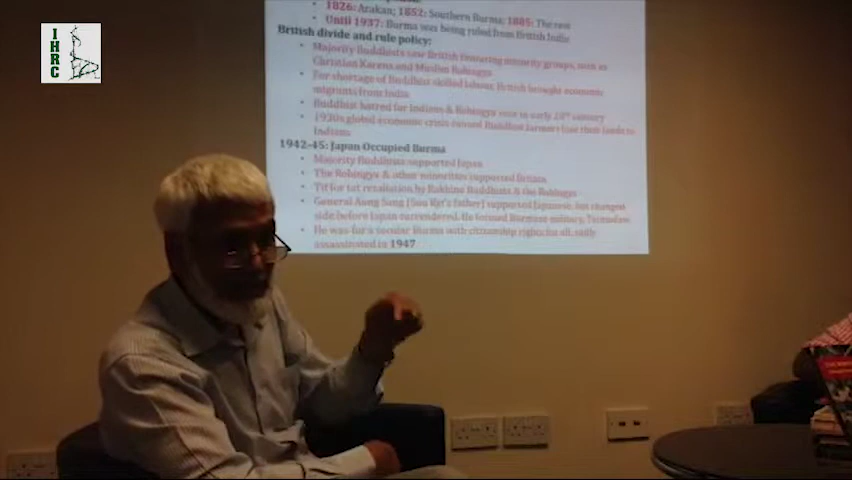 IHRC
1826: Arakan; 1852: Southern Burma; 1885: The rest
Until 1937: Burma was being ruled from British India
British divide and rule policy:
Majority Buddhists saw British favouring minority groups, such as
Christian Karens and Muslim Rohingya
For shortage of Buddhist skilled labour, British brought economic
migrants from India
Buddhist hatred for Indians & Rohingya rose in early 20th century
1930s global economic crisis caused Buddhist farmers lose their lands to
Indians
1942-45: Japan Occupied Burma
Majority Buddhists supported Japan
The Rohingya & other minorities supported Britain
Tit for tat retaliation by Rakhine Buddhists & the Rohingya
General Aung Sang [Suu Kyi's father] supported Japanese, but changed
side before Japan surrendered. He formed Burmese military, Tatmadaw
He was for a secular Burma with citizenship rights for all, sadly
assassinated in 1947